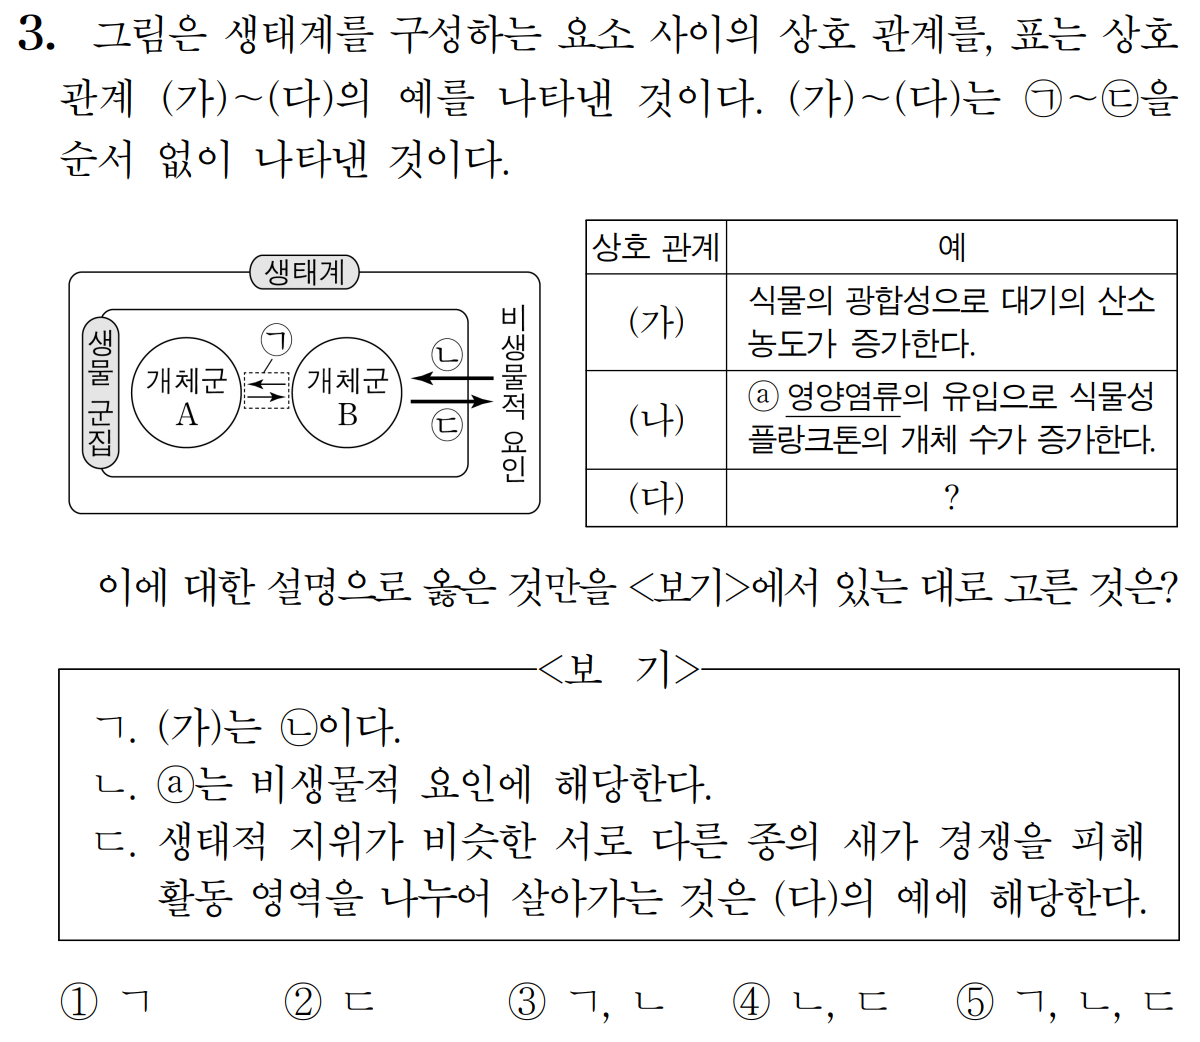 3. 그림은 생태계를 구성하는 요소 사이의 상호 관계를, 표는 상호
관계 (가)~(다)의 예를 나타낸 것이다. (가)~(다)는 ㉠~㉢을
순서 없이 나타낸 것이다.
생태계
생물 군집
개체군
A
㉠
개체군
B
㉡
㉢
비생물적 요인
상호 관계 예
(가) 식물의 광합성으로 대기의 산소
농도가 증가한다.
(나) ⓐ 영양염류의 유입으로 식물성
플랑크톤의 개체 수가 증가한다.
(다) ?
이에 대한 설명으로 옳은 것만을 <보기>에서 있는 대로 고른 것은?
<보 기>
ㄱ. (가)는 ㉡이다.
ㄴ. ⓐ는 비생물적 요인에 해당한다.
ㄷ. 생태적 지위가 비슷한 서로 다른 종의 새가 경쟁을 피해
활동 영역을 나누어 살아가는 것은 (다)의 예에 해당한다.
① ㄱ ② ㄷ ③ ㄱ, ㄴ ④ ㄴ, ㄷ ⑤ ㄱ, ㄴ, ㄷ